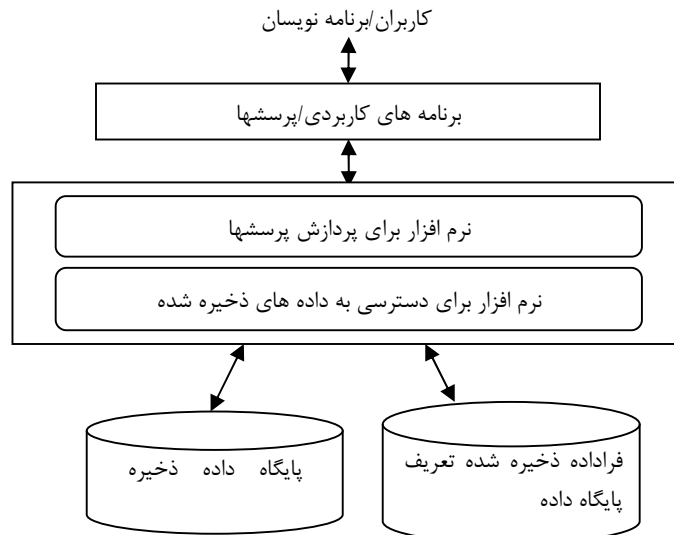 کاربران/برنامه نویسان
برنامه های کاربردی/پرسشها
نرم افزار برای پردازش پرسشها
نرم افزار برای دسترسی به داده های ذخیره شده
فراداده ذخیره شده تعریف
پایگاه داده
پایگاه داده ذخیره